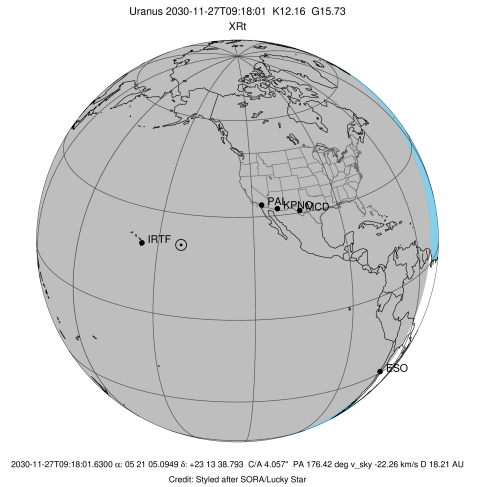 Uranus 2030-11-27T09:18:01 K12.16 G15.73
XRt
PAL KPNO MCD
IRTF
ESO
2030-11-27T09:18:01.6300 α: 05 21 05.0949 δ: +23 13 38.793 C/A 4.057" PA 176.42 deg v_sky -22.26 km/s D 18.21 AU
Credit: Styled after SORA/Lucky Star